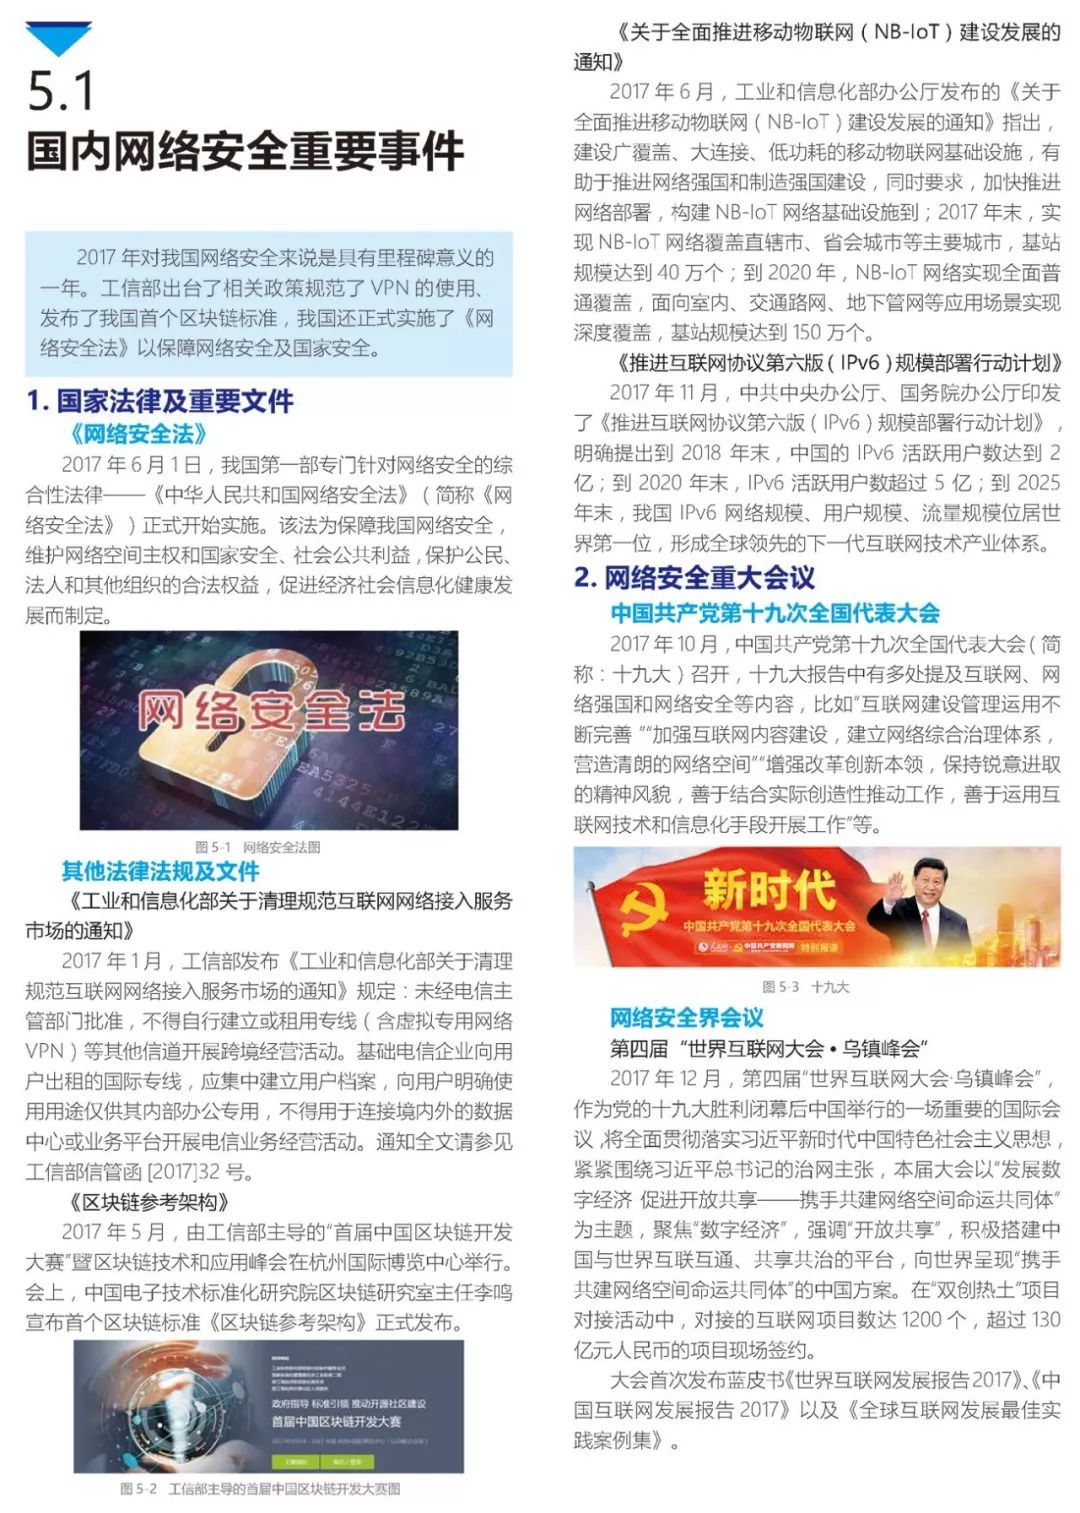 5.1
国内网络安全重要事件
2017 年对我国网络安全来说是具有里程碑意义的
一年。工信部出台了相关政策规范了 VPN 的使用、
发布了我国首个区块链标准，我国还正式实施了《网
络安全法》以保障网络安全及国家安全。
1. 国家法律及重要文件
《网络安全法》
2017 年 6 月 1 日，我国第一部专门针对网络安全的综
合性法律——《中华人民共和国网络安全法》（简称《网
络安全法》）正式开始实施。该法为保障我国网络安全，
维护网络空间主权和国家安全、社会公共利益，保护公民、
法人和其他组织的合法权益，促进经济社会信息化健康发
展而制定。
网络安全法
图 5-1 网络安全法图
其他法律法规及文件
《工业和信息化部关于清理规范互联网网络接入服务
市场的通知》
2017 年 1 月，工信部发布《工业和信息化部关于清理
规范互联网网络接入服务市场的通知》规定：未经电信主
管部门批准，不得自行建立或租用专线（含虚拟专用网络
VPN）等其他信道开展跨境经营活动。基础电信企业向用
户出租的国际专线，应集中建立用户档案，向用户明确使
用用途仅供其内部办公专用，不得用于连接境内外的数据
中心或业务平台开展电信业务经营活动。通知全文请参见
工信部信管函 [2017]32 号。
《区块链参考架构》
2017 年 5 月，由工信部主导的“首届中国区块链开发
大赛”暨区块链技术和应用峰会在杭州国际博览中心举行。
会上，中国电子技术标准化研究院区块链研究室主任李鸣
宣布首个区块链标准《区块链参考架构》正式发布。
政府指导 标准引领 推动开源社区建设
首届中国区块链开发大赛
图 5-2 工信部主导的首届中国区块链开发大赛图
《关于全面推进移动物联网（NB-IoT）建设发展的
通知》
2017 年 6 月，工业和信息化部办公厅发布的《关于
全面推进移动物联网（NB-IoT）建设发展的通知》指出，
建设广覆盖、大连接、低功耗的移动物联网基础设施，有
助于推进网络强国和制造强国建设，同时要求，加快推进
网络部署，构建 NB-IoT 网络基础设施到；2017 年末，实
现 NB-IoT 网络覆盖直辖市、省会城市等主要城市，基站
规模达到 40 万个；到 2020 年，NB-IoT 网络实现全面普
通覆盖，面向室内、交通路网、地下管网等应用场景实现
深度覆盖，基站规模达到 150 万个。
《推进互联网协议第六版（IPv6）规模部署行动计划》
2017 年 11 月，中共中央办公厅、国务院办公厅印发
了《推进互联网协议第六版（IPv6）规模部署行动计划》，
明确提出到 2018 年末，中国的 IPv6 活跃用户数达到 2
亿；到 2020 年末，IPv6 活跃用户数超过 5 亿；到 2025
年末，我国 IPv6 网络规模、用户规模、流量规模位居世
界第一位，形成全球领先的下一代互联网技术产业体系。
2. 网络安全重大会议
中国共产党第十九次全国代表大会
2017 年 10 月，中国共产党第十九次全国代表大会（简
称：十九大）召开，十九大报告中有多处提及互联网、网
络强国和网络安全等内容，比如“互联网建设管理运用不
断完善 ”“加强互联网内容建设，建立网络综合治理体系，
营造清朗的网络空间”“增强改革创新本领，保持锐意进取
的精神风貌，善于结合实际创造性推动工作，善于运用互
联网技术和信息化手段开展工作”等。
新时代
中国共产党第十九次全国代表大会
人民网 中国共产党新闻网 特别报道
图 5-3 十九大
网络安全界会议
第四届“世界互联网大会 • 乌镇峰会”
2017 年 12 月，第四届“世界互联网大会·乌镇峰会”，
作为党的十九大胜利闭幕后中国举行的一场重要的国际会
议，将全面贯彻落实习近平新时代中国特色社会主义思想，
紧紧围绕习近平总书记的治网主张，本届大会以“发展数
字经济 促进开放共享——携手共建网络空间命运共同体”
为主题，聚焦“数字经济”，强调“开放共享”，积极搭建中
国与世界互联互通、共享共治的平台，向世界呈现“携手
共建网络空间命运共同体”的中国方案。在“双创热土”项目
对接活动中，对接的互联网项目数达 1200 个，超过 130
亿元人民币的项目现场签约。
大会首次发布蓝皮书《世界互联网发展报告 2017》、《中
国互联网发展报告 2017》以及《全球互联网发展最佳实
践案例集》。